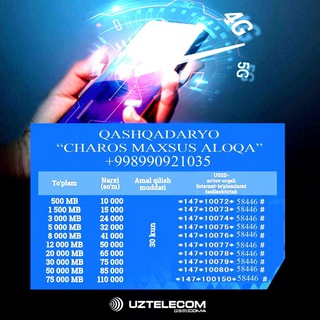 4G
5G
QASHQADARYO
“CHAROS MAXSUS ALOQA”
+998990921035
To'plam Narxi (so'm) Amal qilish muddati USSD-so'rov orqali Internet-to'plamlarni faollashtirish
500 MB 10 000 *147*10072* 58446 #
1 500 MB 15 000 *147*10073* 58446 #
3 000 MB 24 000 *147*10074* 58446 #
5 000 MB 32 000 *147*10075* 58446 #
8 000 MB 41 000 *147*10076* 58446 #
12 000 MB 50 000 *147*10077* 58446 #
20 000 MB 65 000 *147*10078* 58446 #
30 000 MB 75 000 *147*10079* 58446 #
50 000 MB 85 000 *147*10080* 58446 #
75 000 MB 110 000 *147*100150* 58446 #
30 kun
UZTELECOM
GSM CDMA